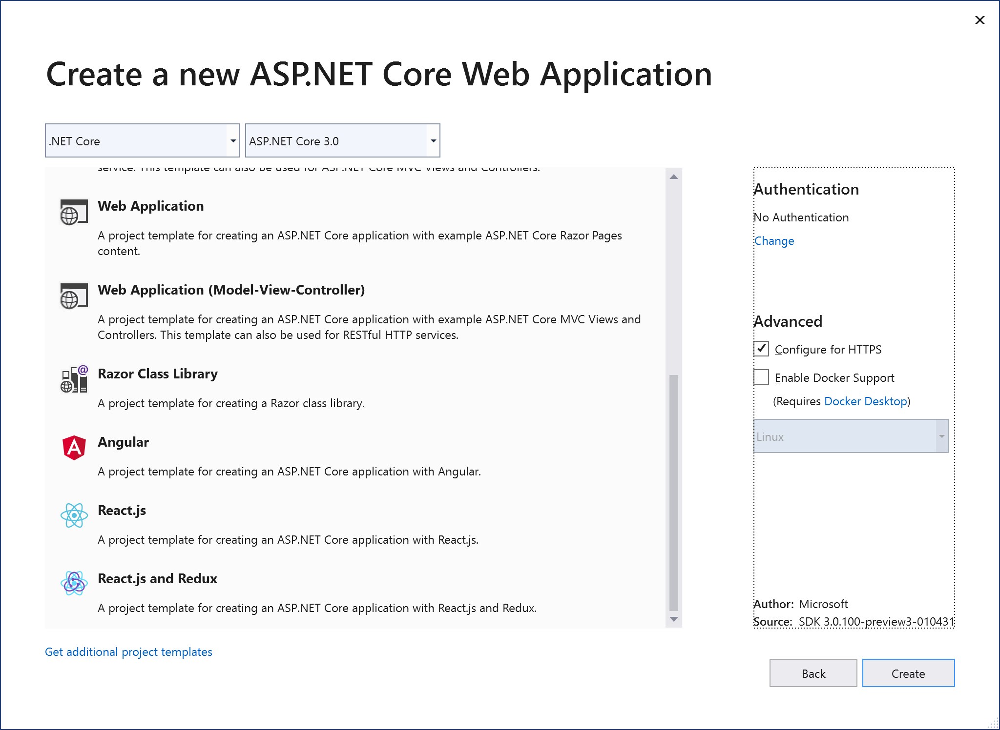 Create a new ASP.NET Core Web Application
.NET Core
ASP.NET Core 3.0
service. This template can also be used for ASP.NET Core MVC Views and Controllers.
Web Application
A project template for creating an ASP.NET Core application with example ASP.NET Core Razor Pages
content.
Web Application (Model-View-Controller)
A project template for creating an ASP.NET Core application with example ASP.NET Core MVC Views and
Controllers. This template can also be used for RESTful HTTP services.
Razor Class Library
A project template for creating a Razor class library.
Angular
A project template for creating an ASP.NET Core application with Angular.
React.js
A project template for creating an ASP.NET Core application with React.js.
React.js and Redux
A project template for creating an ASP.NET Core application with React.js and Redux.
Get additional project templates
Authentication
No Authentication
Change
Advanced
Configure for HTTPS
Enable Docker Support
(Requires Docker Desktop)
Linux
Author: Microsoft
Source: SDK 3.0.100-preview3-010431
Back
Create